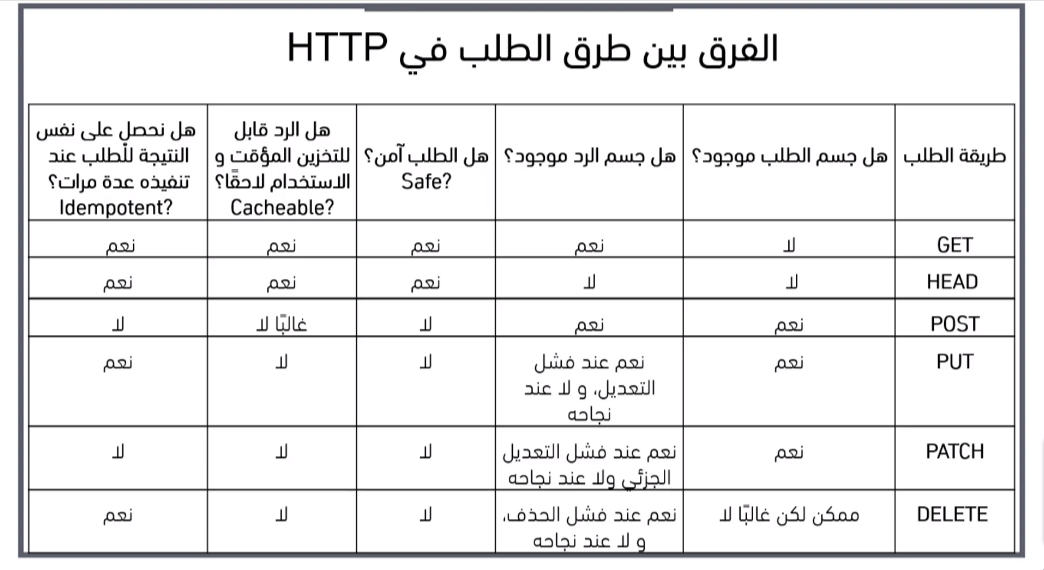 الفرق بين طرق الطلب في HTTP
طريقة الطلب
هل جسم الطلب موجود؟
هل جسم الرد موجود؟
هل الطلب آمن؟
Safe?
هل الرد قابل
للتخزين المؤقت و
الاستخدام لاحقًا؟
Cacheable?
هل نحصل على نفس
النتيجة للطلب عند
تنفيذه عدة مرات؟
Idempotent?
GET لا نعم نعم نعم نعم
HEAD لا لا نعم نعم نعم
POST نعم نعم لا غالبًا لا لا
PUT نعم نعم عند فشل لا لا نعم
التعديل، و لا عند
نجاحه
PATCH نعم نعم عند فشل التعديل لا لا لا
الجزئي ولا عند نجاحه
DELETE ممكن لكن غالبًا لا نعم عند فشل الحذف، لا لا نعم
و لا عند نجاحه